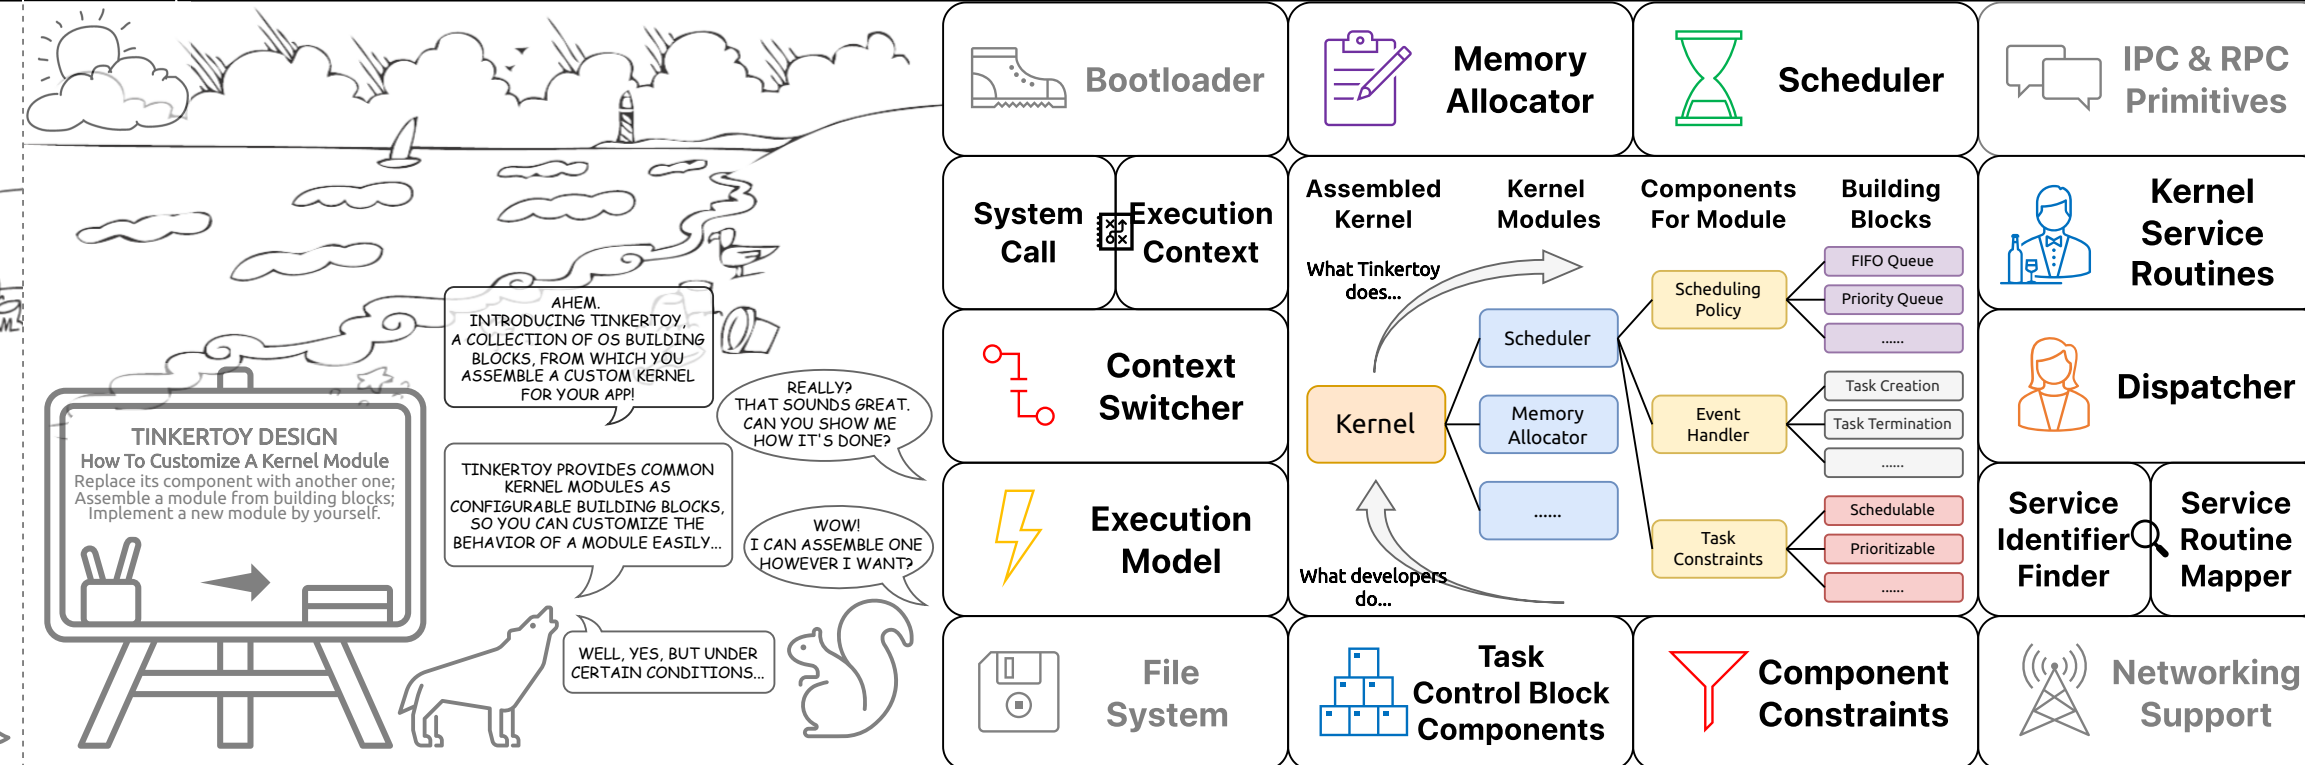 AHEM.
INTRODUCING TINKERTOY,
A COLLECTION OF OS BUILDING
BLOCKS, FROM WHICH YOU
ASSEMBLE A CUSTOM KERNEL
FOR YOUR APP!
REALLY?
THAT SOUNDS GREAT.
CAN YOU SHOW ME
HOW IT'S DONE?
TINKERTOY DESIGN
How To Customize A Kernel Module
Replace its component with another one;
Assemble a module from building blocks;
Implement a new module by yourself.
TINKERTOY PROVIDES COMMON
KERNEL MODULES AS
CONFIGURABLE BUILDING BLOCKS,
SO YOU CAN CUSTOMIZE THE
BEHAVIOR OF A MODULE EASILY...
WOW!
I CAN ASSEMBLE ONE
HOWEVER I WANT?
WELL, YES, BUT UNDER
CERTAIN CONDITIONS...
Bootloader
Memory
Allocator
Scheduler
IPC & RPC
Primitives
System
Call
Execution
Context
Context
Switcher
Execution
Model
File
System
Assembled
Kernel
Kernel
Modules
Components
For Module
Building
Blocks
What Tinkertoy
does...
Kernel
What developers
do...
Scheduler
Memory
Allocator
......
Scheduling
Policy
Event
Handler
Task
Constraints
FIFO Queue
Priority Queue
......
Task Creation
Task Termination
......
Schedulable
Prioritizable
......
Kernel
Service
Routines
Dispatcher
Service
Identifier
Finder
Service
Routine
Mapper
Task
Control Block
Components
Component
Constraints
Networking
Support